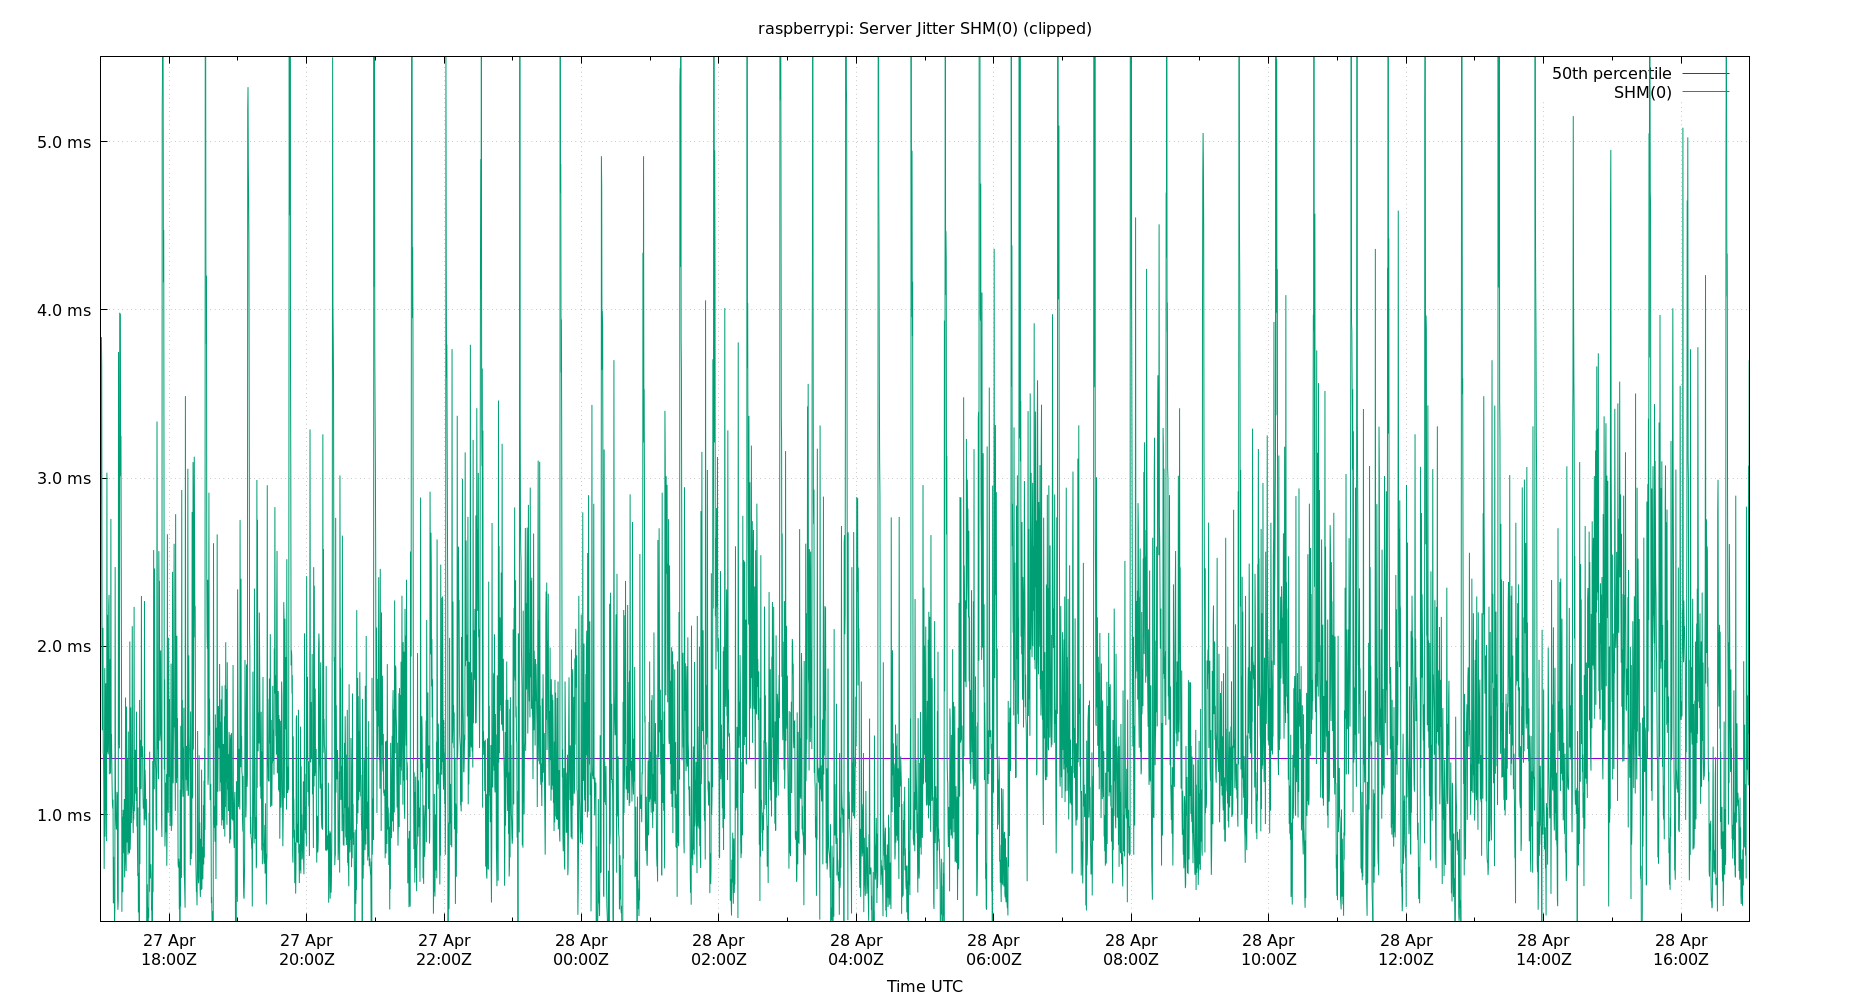 raspberrypi: Server Jitter SHM(0) (clipped)
50th percentile
SHM(0)
5.0 ms
4.0 ms
3.0 ms
2.0 ms
1.0 ms
27 Apr 27 Apr 27 Apr 28 Apr 28 Apr 28 Apr 28 Apr 28 Apr 28 Apr 28 Apr 28 Apr 28 Apr
18:00Z 20:00Z 22:00Z 00:00Z 02:00Z 04:00Z 06:00Z 08:00Z 10:00Z 12:00Z 14:00Z 16:00Z
Time UTC